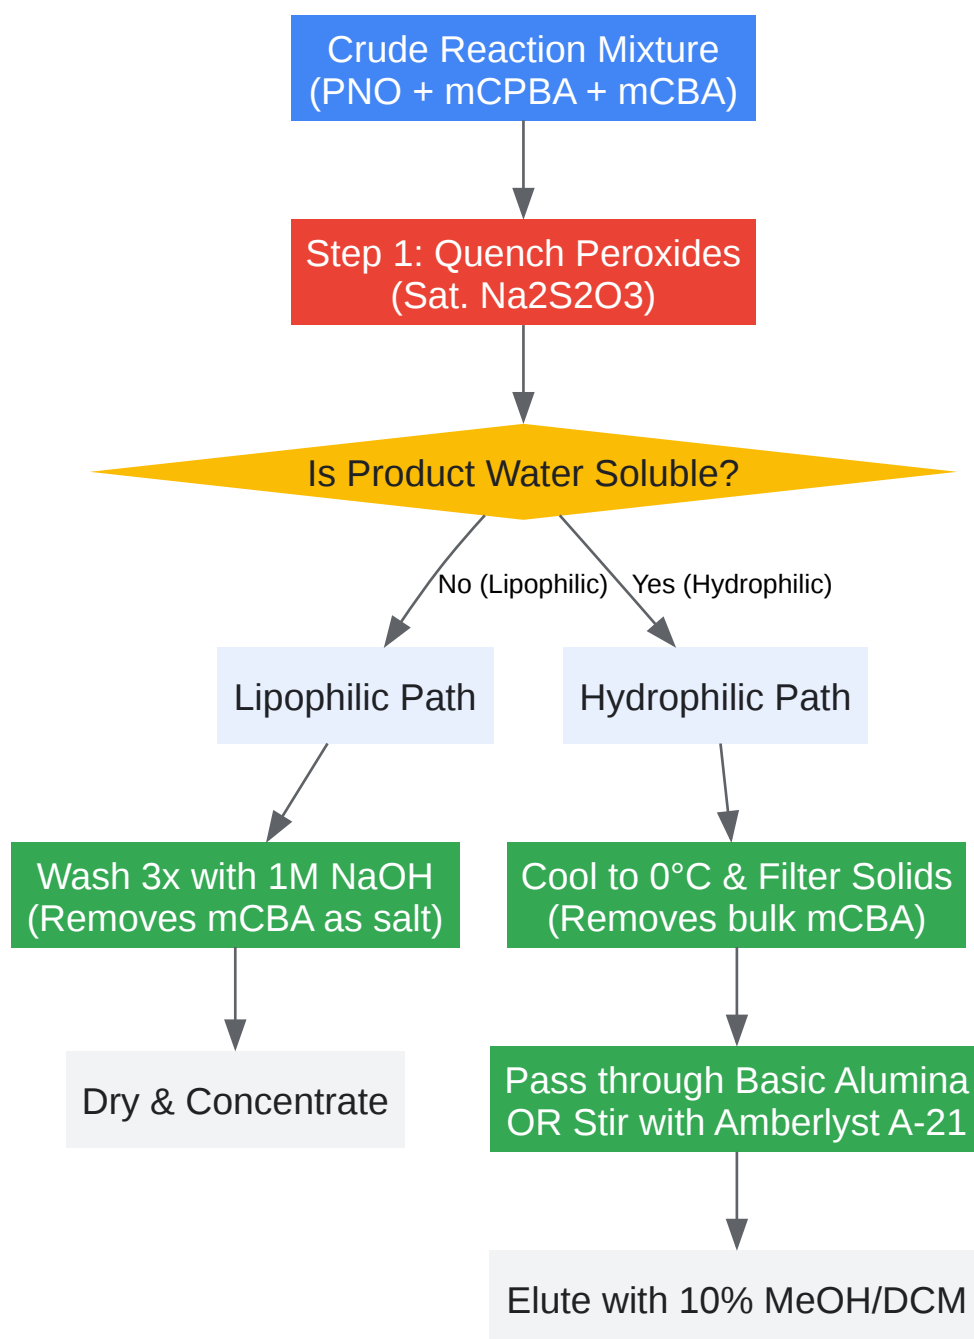 Crude Reaction Mixture
(PNO + mCPBA + mCBA)
Step 1: Quench Peroxides
(Sat. Na2S2O3)
Is Product Water Soluble?
No (Lipophilic)
Yes (Hydrophilic)
Lipophilic Path
Hydrophilic Path
Wash 3x with 1M NaOH
(Removes mCBA as salt)
Cool to 0°C & Filter Solids
(Removes bulk mCBA)
Dry & Concentrate
Pass through Basic Alumina
OR Stir with Amberlyst A-21
Elute with 10% MeOH/DCM